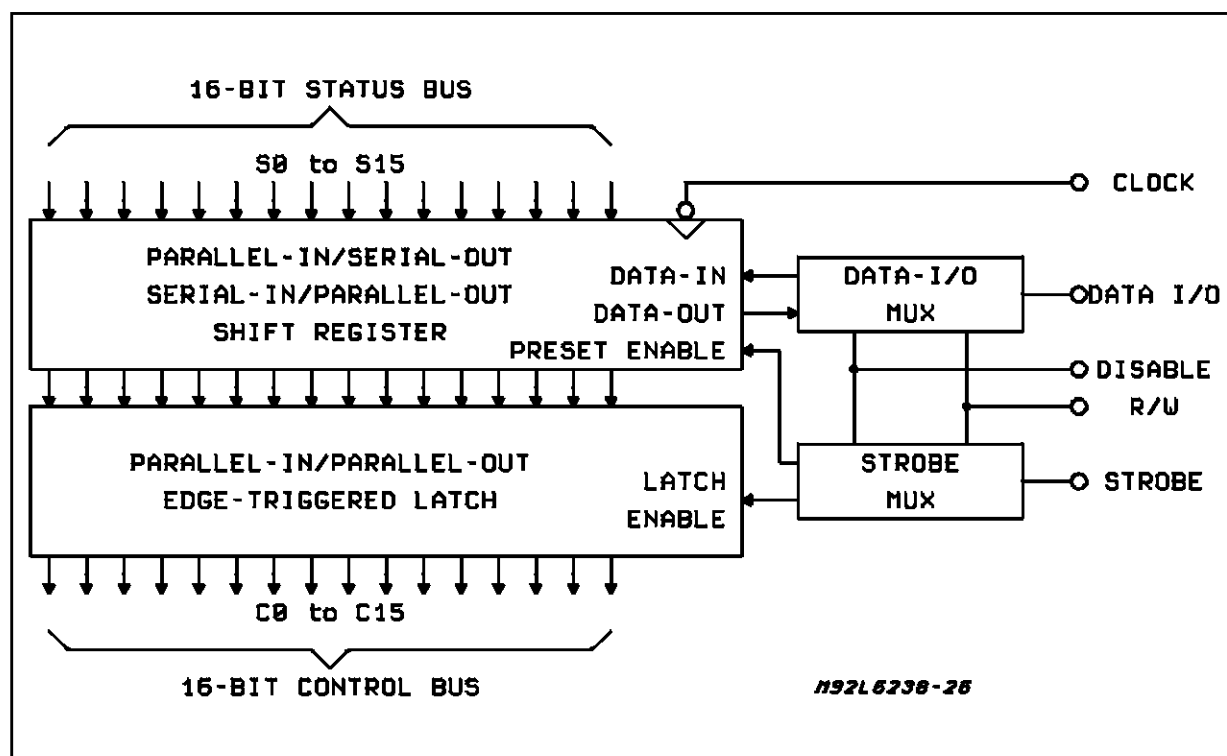 16-BIT STATUS BUS
S0 to S15
CLOCK
PARALLEL-IN/SERIAL-OUT
SERIAL-IN/PARALLEL-OUT
SHIFT REGISTER
DATA-IN
DATA-OUT
PRESET ENABLE
DATA-I/O
MUX
DATA I/O
DISABLE
R/W
PARALLEL-IN/PARALLEL-OUT
EDGE-TRIGGERED LATCH
LATCH
ENABLE
STROBE
MUX
STROBE
C0 to C15
16-BIT CONTROL BUS
M92L6238-26